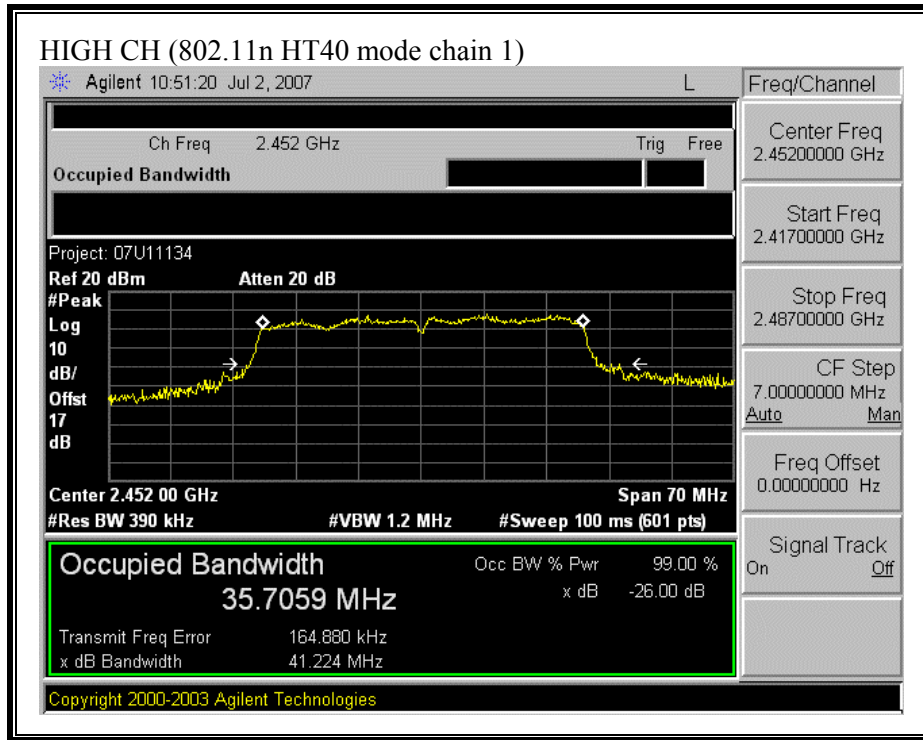 HIGH CH (802.11n HT40 mode chain 1)
Agilent 10:51:20 Jul 2, 2007 L
Freq/Channel
Ch Freq 2.452 GHz Trig Free
Occupied Bandwidth
Center Freq
2.45200000 GHz
Start Freq
2.41700000 GHz
Stop Freq
2.48700000 GHz
CF Step
7.00000000 MHz
Auto Man
Freq Offset
0.00000000 Hz
Signal Track
On Off
Project: 07U11134
Ref 20 dBm Atten 20 dB
#Peak
Log
10
dB/
Offst
17
dB
Center 2.452 00 GHz Span 70 MHz
#Res BW 390 kHz #VBW 1.2 MHz #Sweep 100 ms (601 pts)
Occupied Bandwidth
35.7059 MHz
Occ BW % Pwr 99.00 %
x dB -26.00 dB
Transmit Freq Error 164.880 kHz
x dB Bandwidth 41.224 MHz
Copyright 2000-2003 Agilent Technologies